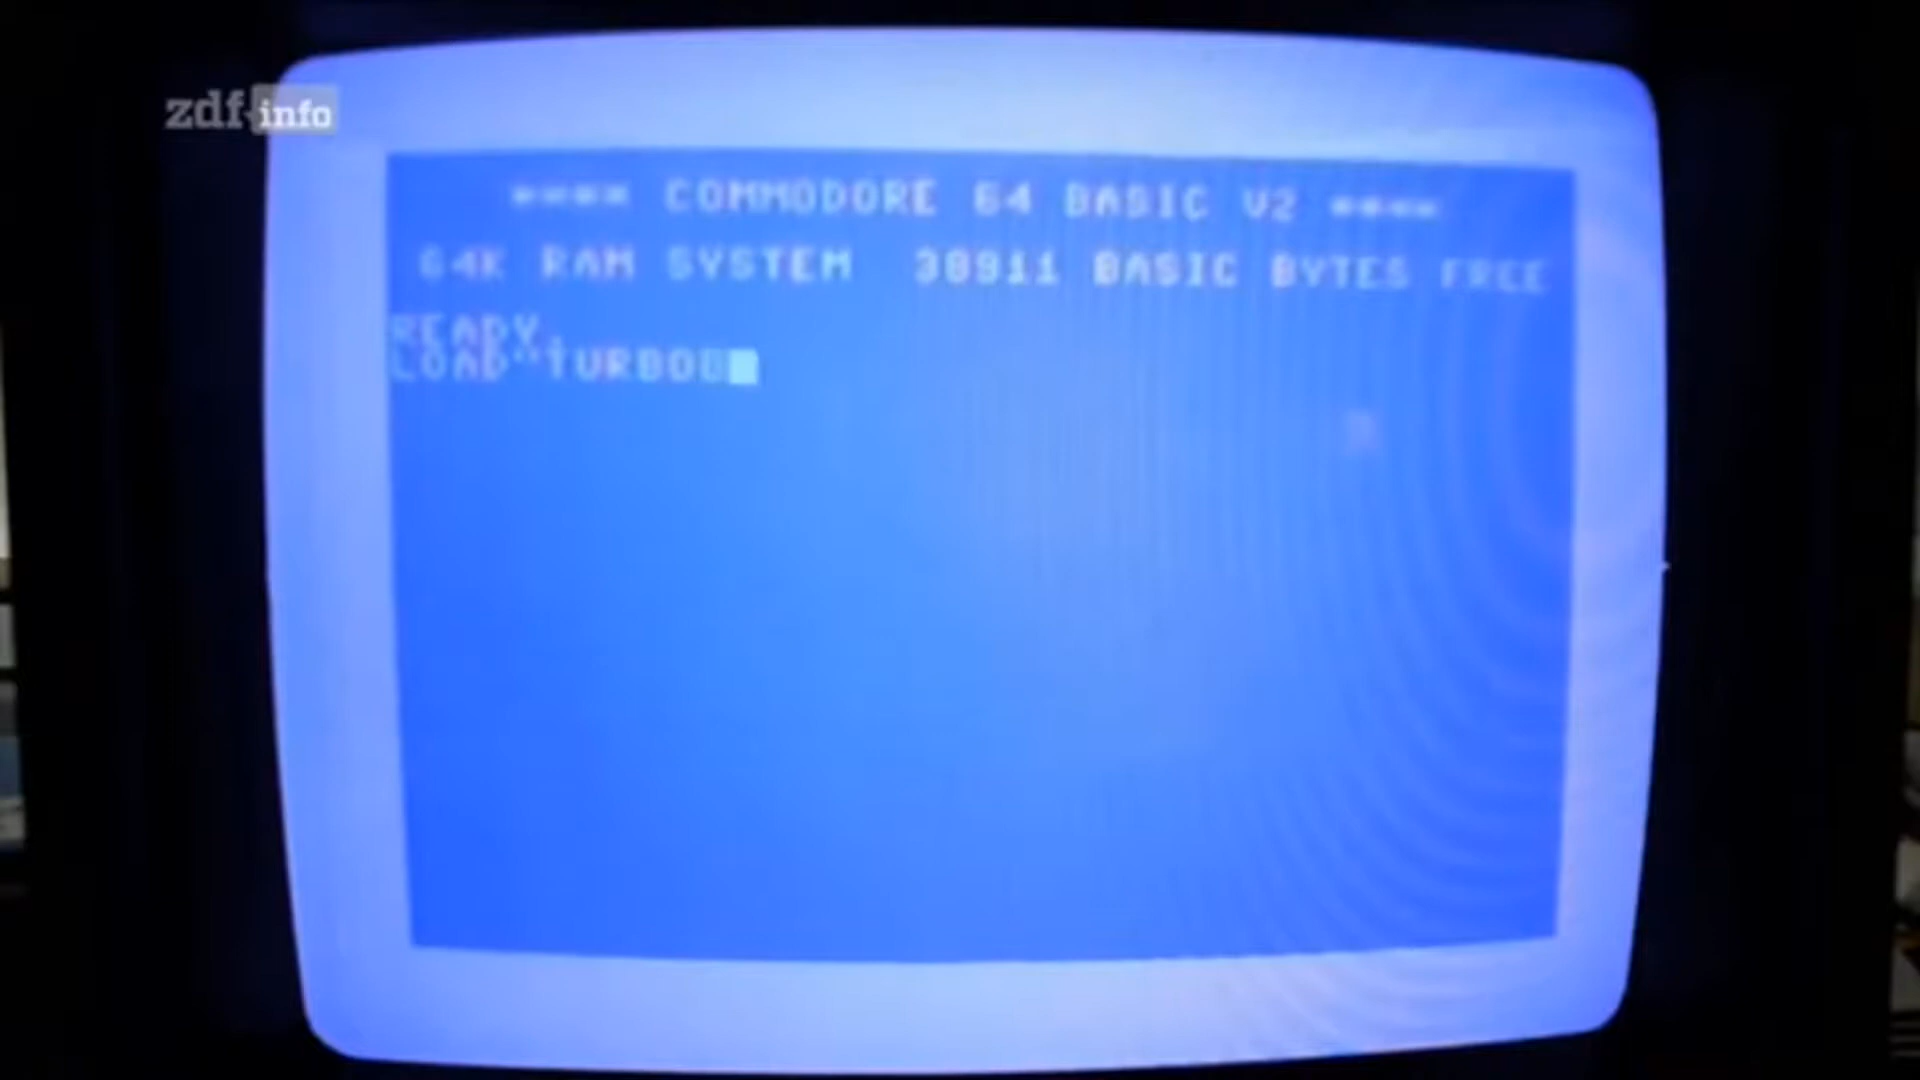 zdf info
**** COMMODORE 64 BASIC V2 ****
64K RAM SYSTEM 38911 BASIC BYTES FREE
READY.
LOAD"TURBO